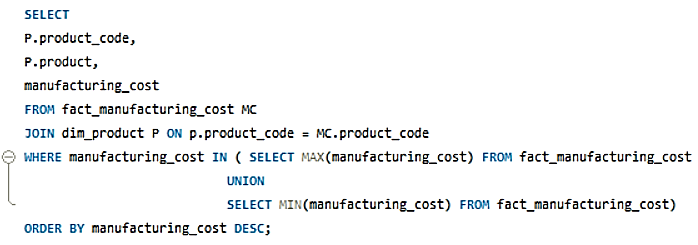 SELECT
P.product_code,
P.product,
manufacturing_cost
FROM fact_manufacturing_cost MC
JOIN dim_product P ON p.product_code = MC.product_code
WHERE manufacturing_cost IN ( SELECT MAX(manufacturing_cost) FROM fact_manufacturing_cost
UNION
SELECT MIN(manufacturing_cost) FROM fact_manufacturing_cost)
ORDER BY manufacturing_cost DESC;